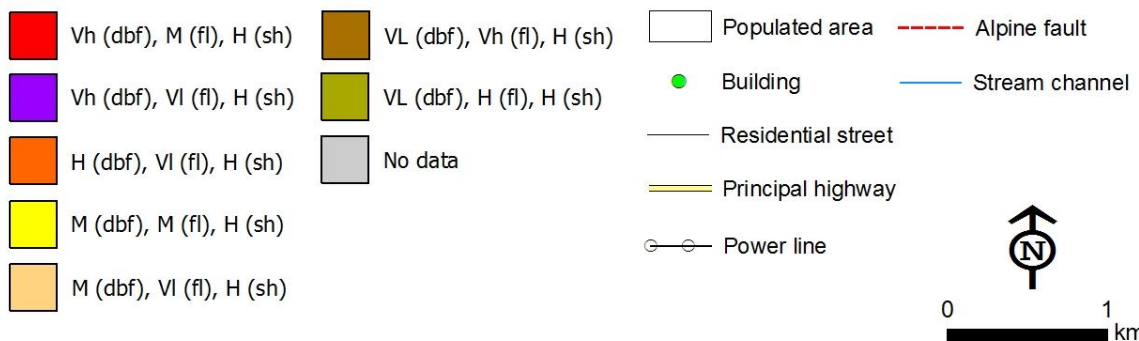 Vh (dbf), M (fl), H (sh)
Vh (dbf), Vl (fl), H (sh)
H (dbf), Vl (fl), H (sh)
M (dbf), M (fl), H (sh)
M (dbf), Vl (fl), H (sh)
VL (dbf), Vh (fl), H (sh)
VL (dbf), H (fl), H (sh)
No data
Populated area
Building
Residential street
Principal highway
Power line
Alpine fault
Stream channel
N
0 1
km